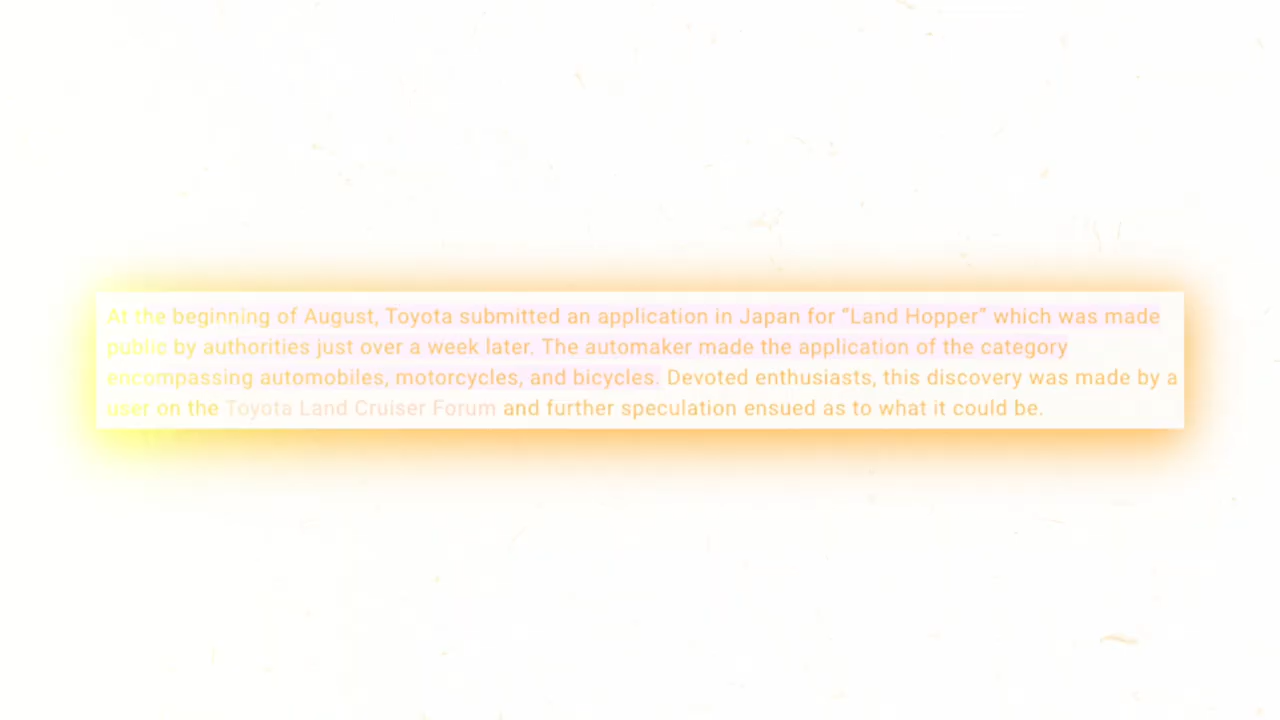 At the beginning of August, Toyota submitted an application in Japan for “Land Hopper” which was made
public by authorities just over a week later. The automaker made the application of the category
encompassing automobiles, motorcycles, and bicycles. Devoted enthusiasts, this discovery was made by a
user on the Toyota Land Cruiser Forum and further speculation ensued as to what it could be.